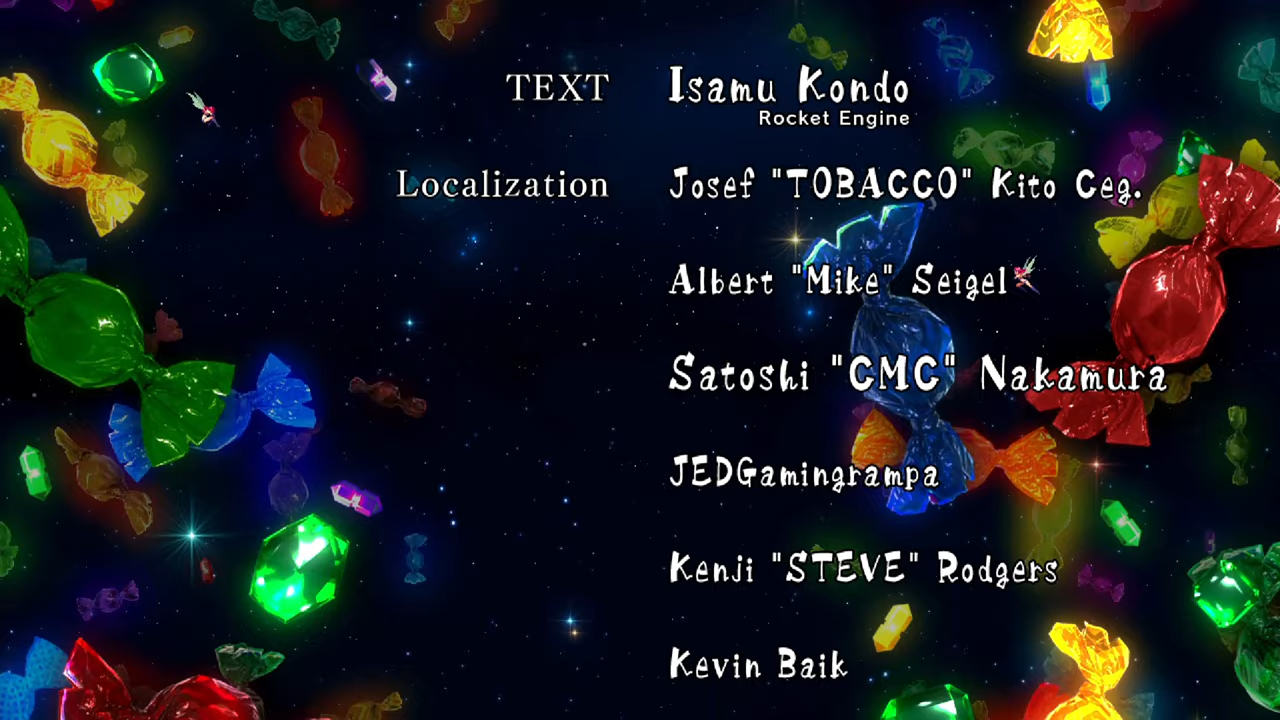 TEXT Isamu Kondo
Rocket Engine
Localization Josef "TOBACCO" Kito Ceg.
Albert "Mike" Seigel
Satoshi "CMC" Nakamura
JEDGamingrampa
Kenji "STEVE" Rodgers
Kevin Baik